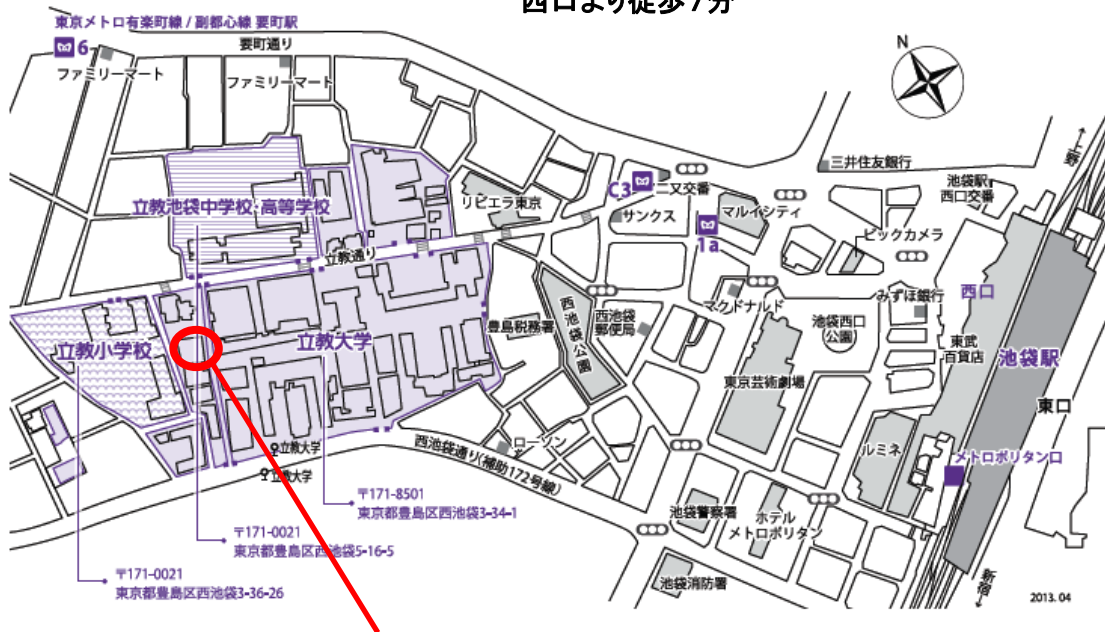 西口より徒歩7分
東京メトロ有楽町線 / 副都心線 要町駅
6
要町通り
ファミリーマート
ファミリーマート
N
三井住友銀行
上野
池袋駅
西口交番
C3
二又交番
リビエラ東京
サンクス
マルイシティ
1a
ビックカメラ
立教池袋中学校・高等学校
立教通り
マクドナルド
みずほ銀行
西口
西池袋公園
西池袋
郵便局
豊島税務署
池袋西口
公園
東武
百貨店
池袋駅
立教小学校
立教大学
東京芸術劇場
東口
ルミネ
メトロポリタン口
立教大学
立教大学
西池袋通り(補助172号線)
ローソン
〒171-8501
東京都豊島区西池袋3-34-1
池袋警察署
ホテル
メトロポリタン
〒171-0021
東京都豊島区西池袋5-16-5
〒171-0021
東京都豊島区西池袋3-36-26
池袋消防署
新宿
2013. 04